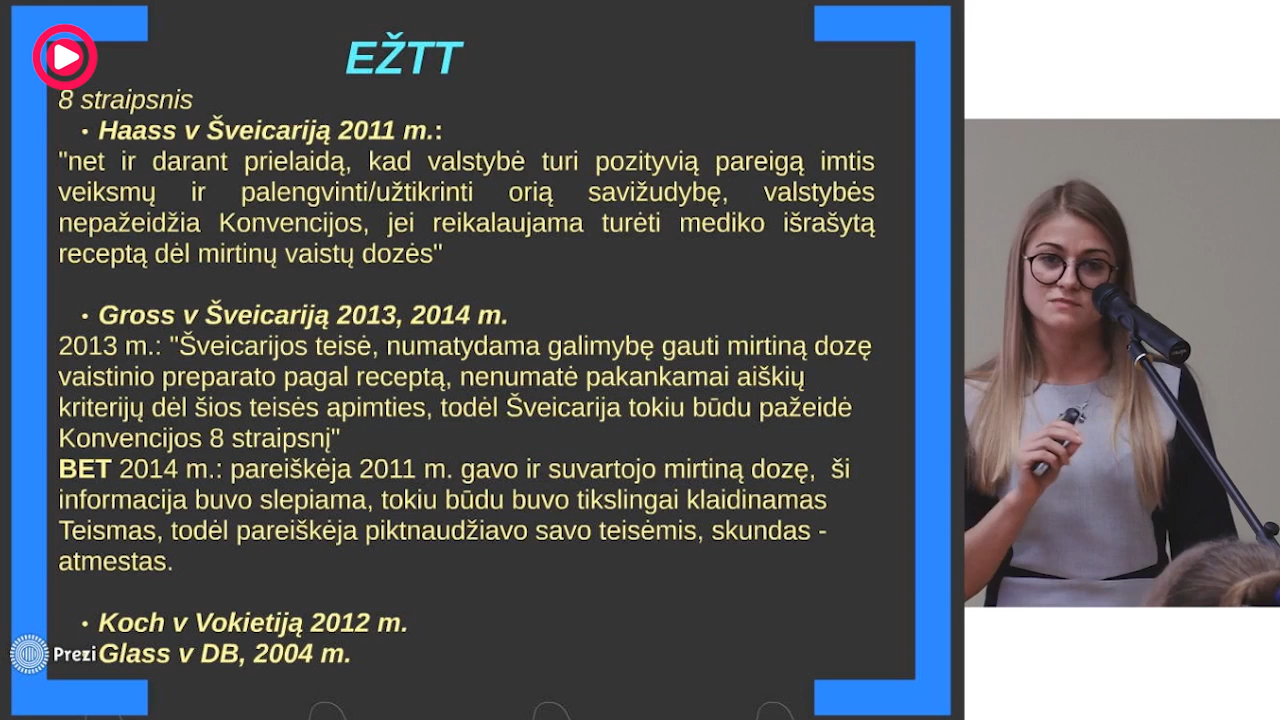 EŽTT
8 straipsnis
• Haass v Šveicariją 2011 m.:
"net ir darant prielaidą, kad valstybė turi pozityvią pareigą imtis
veiksmų ir palengvinti/užtikrinti orią savižudybę, valstybės
nepažeidžia Konvencijos, jei reikalaujama turėti mediko išrašytą
receptą dėl mirtinų vaistų dozės"
• Gross v Šveicariją 2013, 2014 m.
2013 m.: "Šveicarijos teisė, numatydama galimybę gauti mirtiną dozę
vaistinio preparato pagal receptą, nenumatė pakankamai aiškių
kriterijų dėl šios teisės apimties, todėl Šveicarija tokiu būdu pažeidė
Konvencijos 8 straipsnį"
BET 2014 m.: pareiškėja 2011 m. gavo ir suvartojo mirtiną dozę, ši
informacija buvo slepiama, tokiu būdu buvo tikslingai klaidinamas
Teismas, todėl pareiškėja piktnaudžiavo savo teisėmis, skundas -
atmestas.
• Koch v Vokietiją 2012 m.
Glass v DB, 2004 m.
Prezi